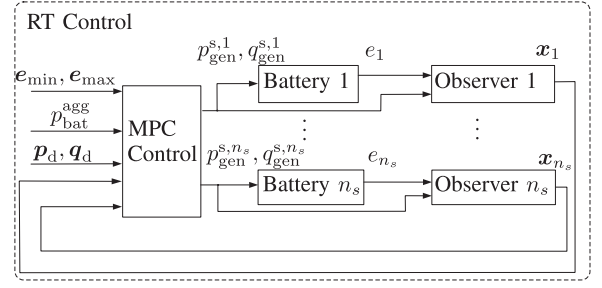 RT Control
p_gen^{s,1}, q_gen^{s,1}
e_1
x_1
e_min, e_max
Battery 1
Observer 1
p_bat^agg
MPC
Control
⋮
⋮
p_d, q_d
p_gen^{s,n_s}, q_gen^{s,n_s}
e_{n_s}
x_{n_s}
Battery n_s
Observer n_s